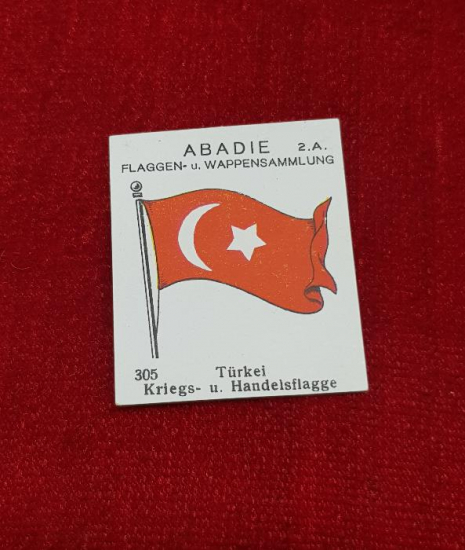 ABADIE 2.A.
FLAGGEN- u. WAPPENSAMMLUNG
305 Türkei
Kriegs- u. Handelsflagge